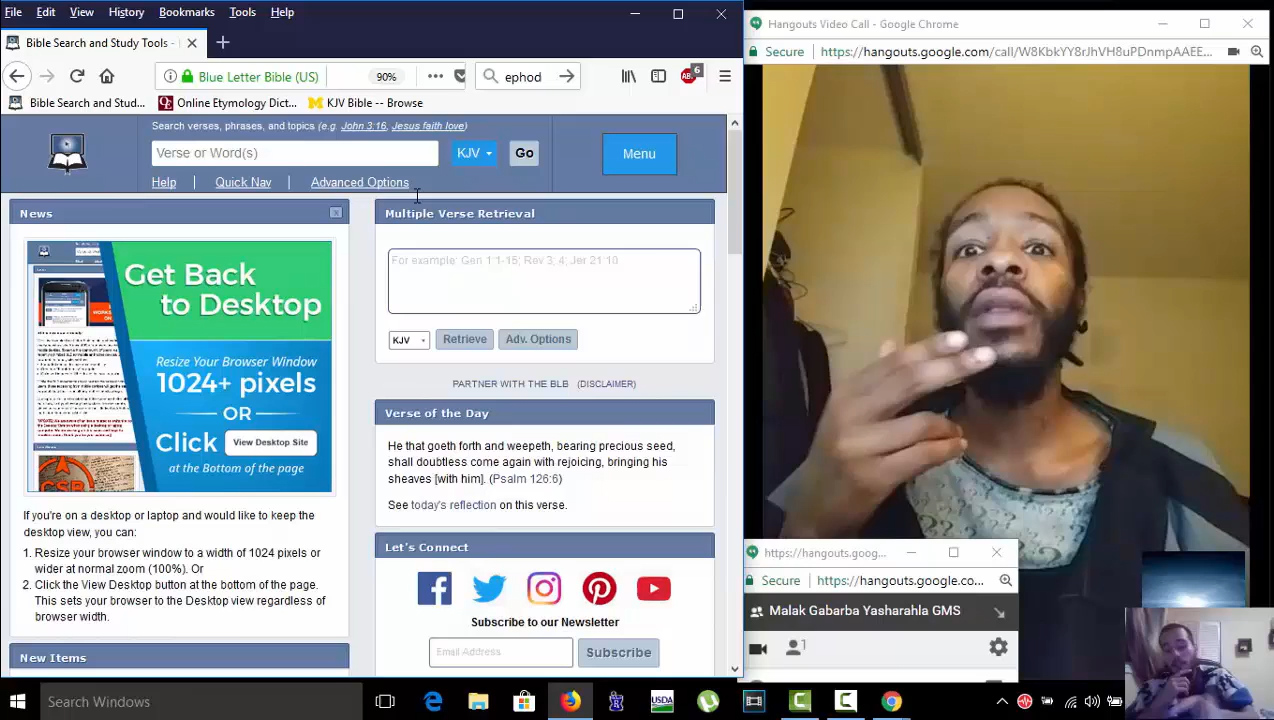 File Edit View History Bookmarks Tools Help
Bible Search and Study Tools -
Blue Letter Bible (US)
90%
ephod
6
Bible Search and Stud...
Online Etymology Dict...
KJV Bible -- Browse
Search verses, phrases, and topics (e.g. John 3:16, Jesus faith love)
Verse or Word(s)
KJV
Go
Menu
Help | Quick Nav | Advanced Options
News
Get Back
to Desktop
Resize Your Browser Window
1024+ pixels
OR
Click View Desktop Site
at the Bottom of the page
CSB
If you're on a desktop or laptop and would like to keep the
desktop view, you can:
1. Resize your browser window to a width of 1024 pixels or
wider at normal zoom (100%). Or
2. Click the View Desktop button at the bottom of the page.
This sets your browser to the Desktop view regardless of
browser width.
New Items
Multiple Verse Retrieval
For example: Gen 1:1-15; Rev 3; 4; Jer 21:10
KJV
Retrieve
Adv. Options
PARTNER WITH THE BLB (DISCLAIMER)
Verse of the Day
He that goeth forth and weepeth, bearing precious seed,
shall doubtless come again with rejoicing, bringing his
sheaves [with him]. (Psalm 126:6)
See today's reflection on this verse.
Let's Connect
Subscribe to our Newsletter
Email Address
Subscribe
Hangouts Video Call - Google Chrome
Secure https://hangouts.google.com/call/W8KbkYY8rJhVH8uPDnmpAAEE...
https://hangouts.goog...
Secure https://hangouts.google.co...
Malak Gabarba Yasharahla GMS
1
Search Windows
USDA